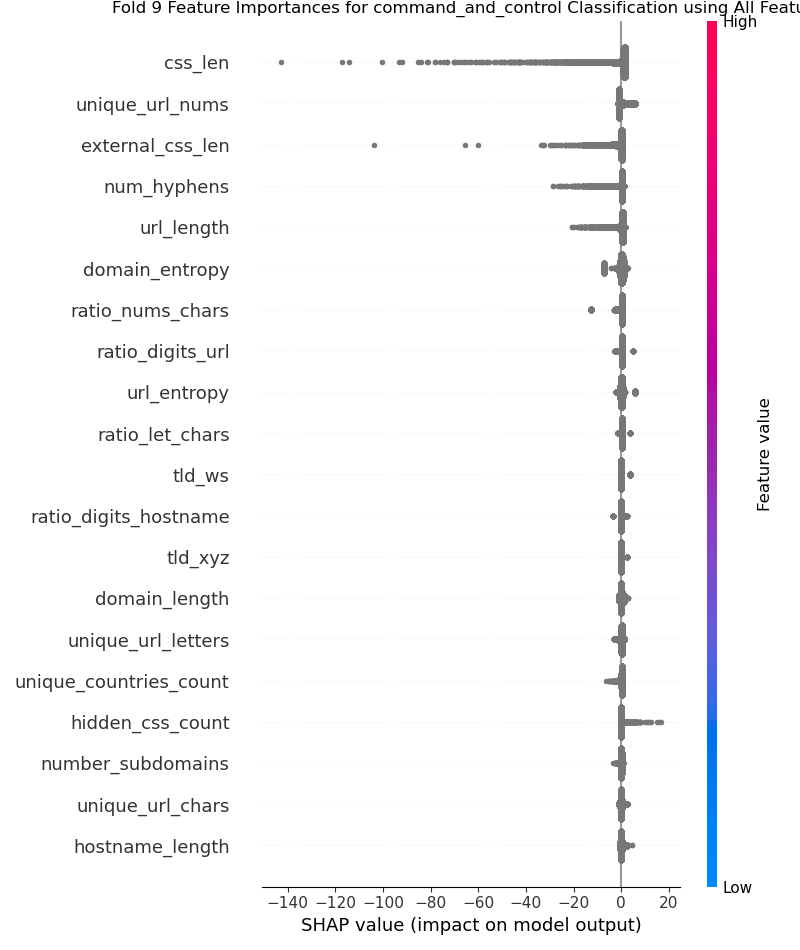 Fold 9 Feature Importances for command_and_control Classification using All Featu
High
css_len
unique_url_nums
external_css_len
num_hyphens
url_length
domain_entropy
ratio_nums_chars
ratio_digits_url
url_entropy
ratio_let_chars
tld_ws
ratio_digits_hostname
tld_xyz
domain_length
unique_url_letters
unique_countries_count
hidden_css_count
number_subdomains
unique_url_chars
hostname_length
Feature value
Low
−140 −120 −100 −80 −60 −40 −20 0 20
SHAP value (impact on model output)